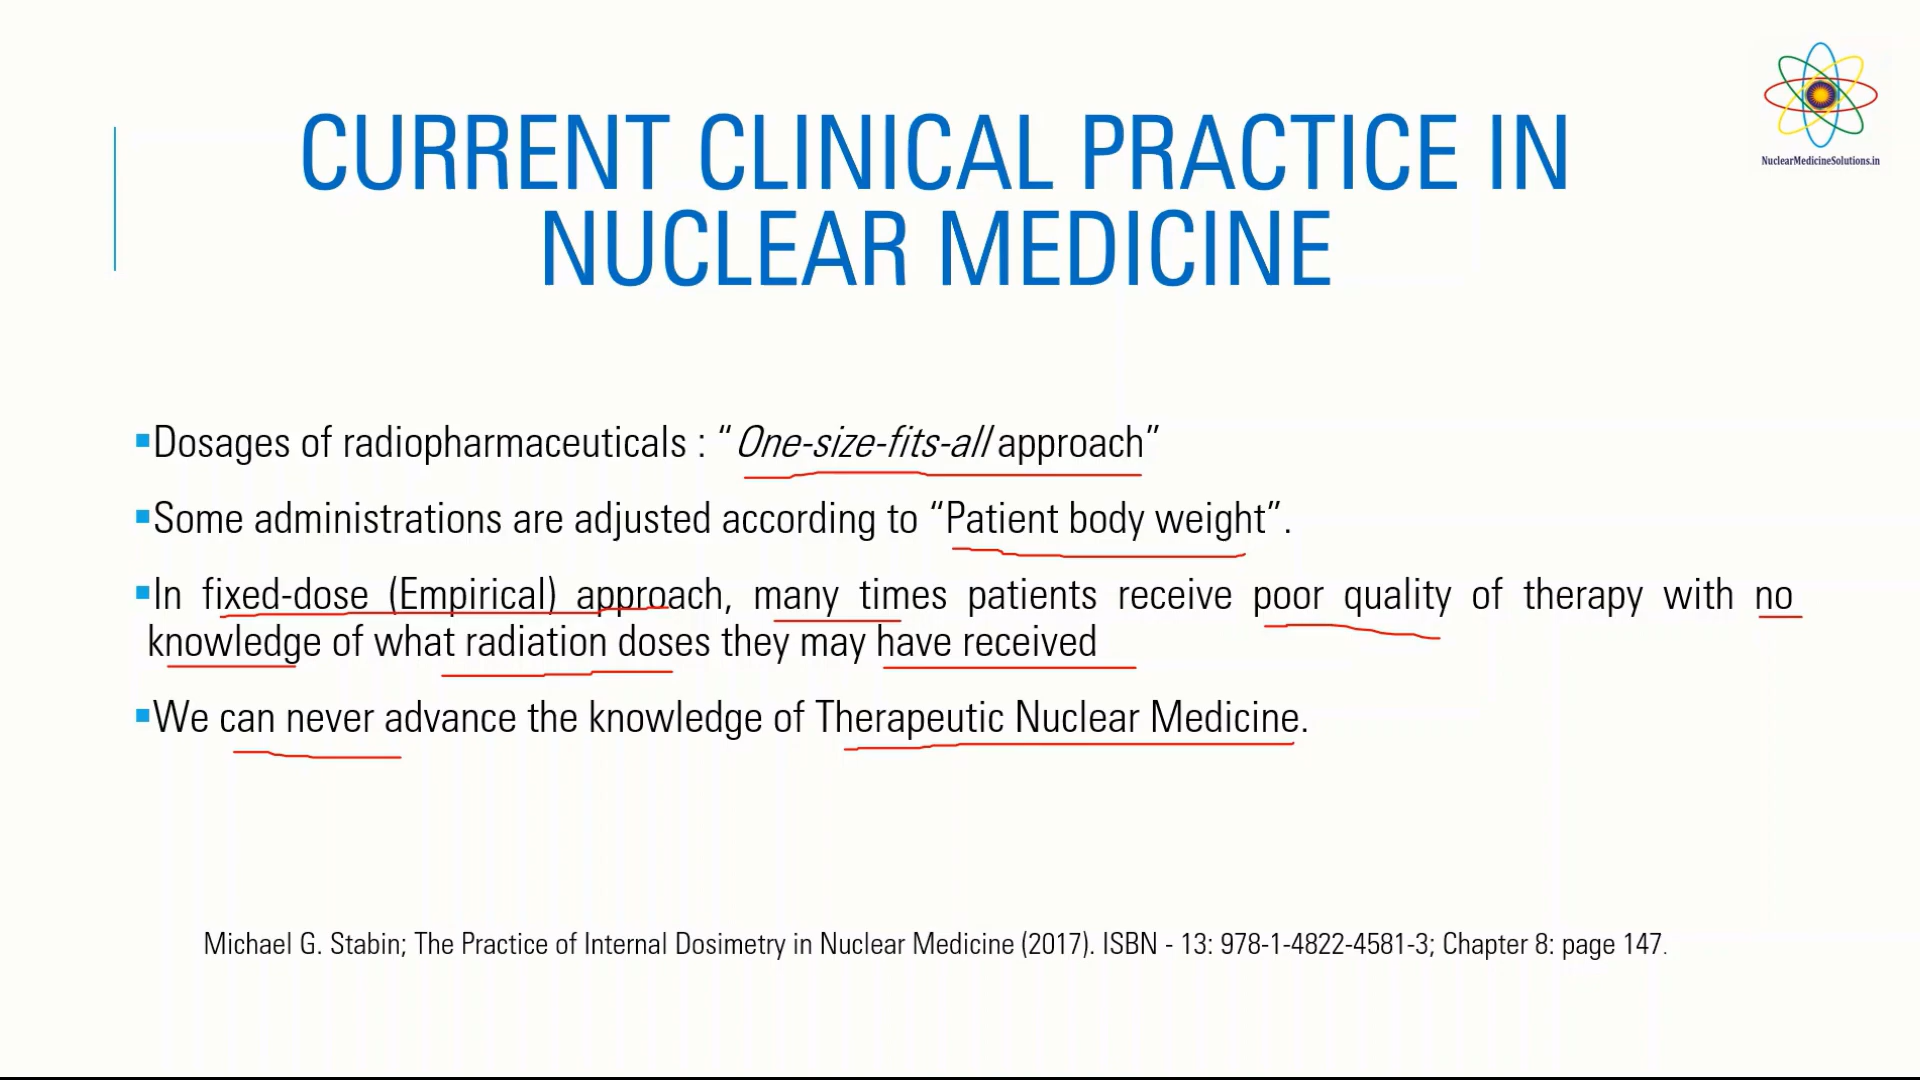 NuclearMedicineSolutions.in
CURRENT CLINICAL PRACTICE IN
NUCLEAR MEDICINE
▪Dosages of radiopharmaceuticals : “One-size-fits-all approach”
▪Some administrations are adjusted according to “Patient body weight”.
▪In fixed-dose (Empirical) approach, many times patients receive poor quality of therapy with no
knowledge of what radiation doses they may have received
▪We can never advance the knowledge of Therapeutic Nuclear Medicine.
Michael G. Stabin; The Practice of Internal Dosimetry in Nuclear Medicine (2017). ISBN - 13: 978-1-4822-4581-3; Chapter 8: page 147.